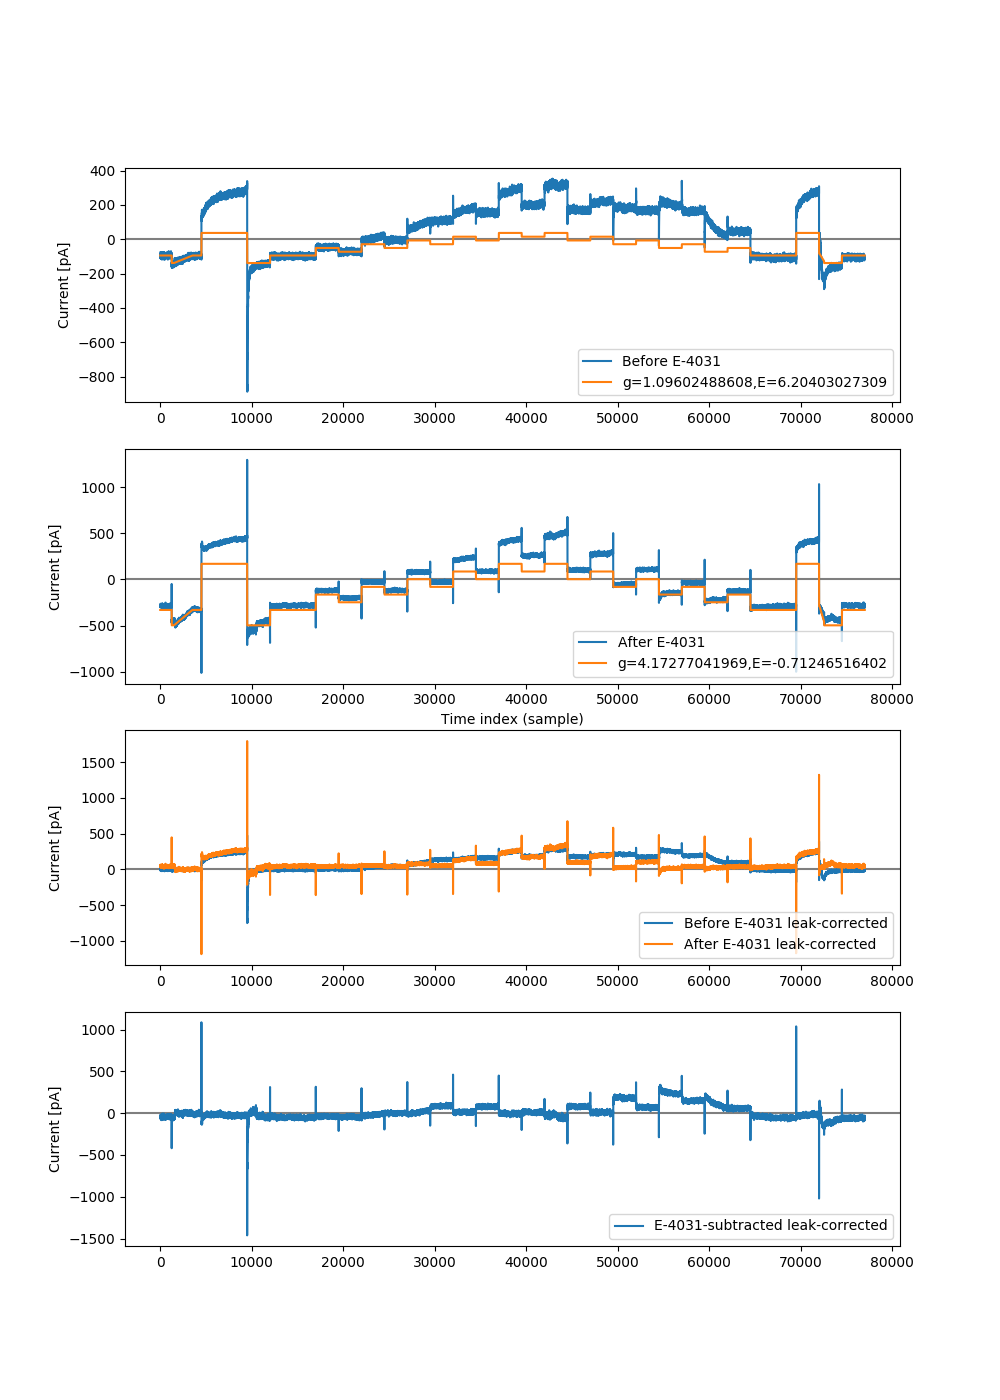 400
200
0
−200
−400
−600
−800
Current [pA]
Before E-4031
g=1.09602488608,E=6.20403027309
0 10000 20000 30000 40000 50000 60000 70000 80000
1000
500
0
−500
−1000
Current [pA]
After E-4031
g=4.17277041969,E=-0.71246516402
0 10000 20000 30000 40000 50000 60000 70000 80000
Time index (sample)
1500
1000
500
0
−500
−1000
Current [pA]
Before E-4031 leak-corrected
After E-4031 leak-corrected
0 10000 20000 30000 40000 50000 60000 70000 80000
1000
500
0
−500
−1000
−1500
Current [pA]
E-4031-subtracted leak-corrected
0 10000 20000 30000 40000 50000 60000 70000 80000